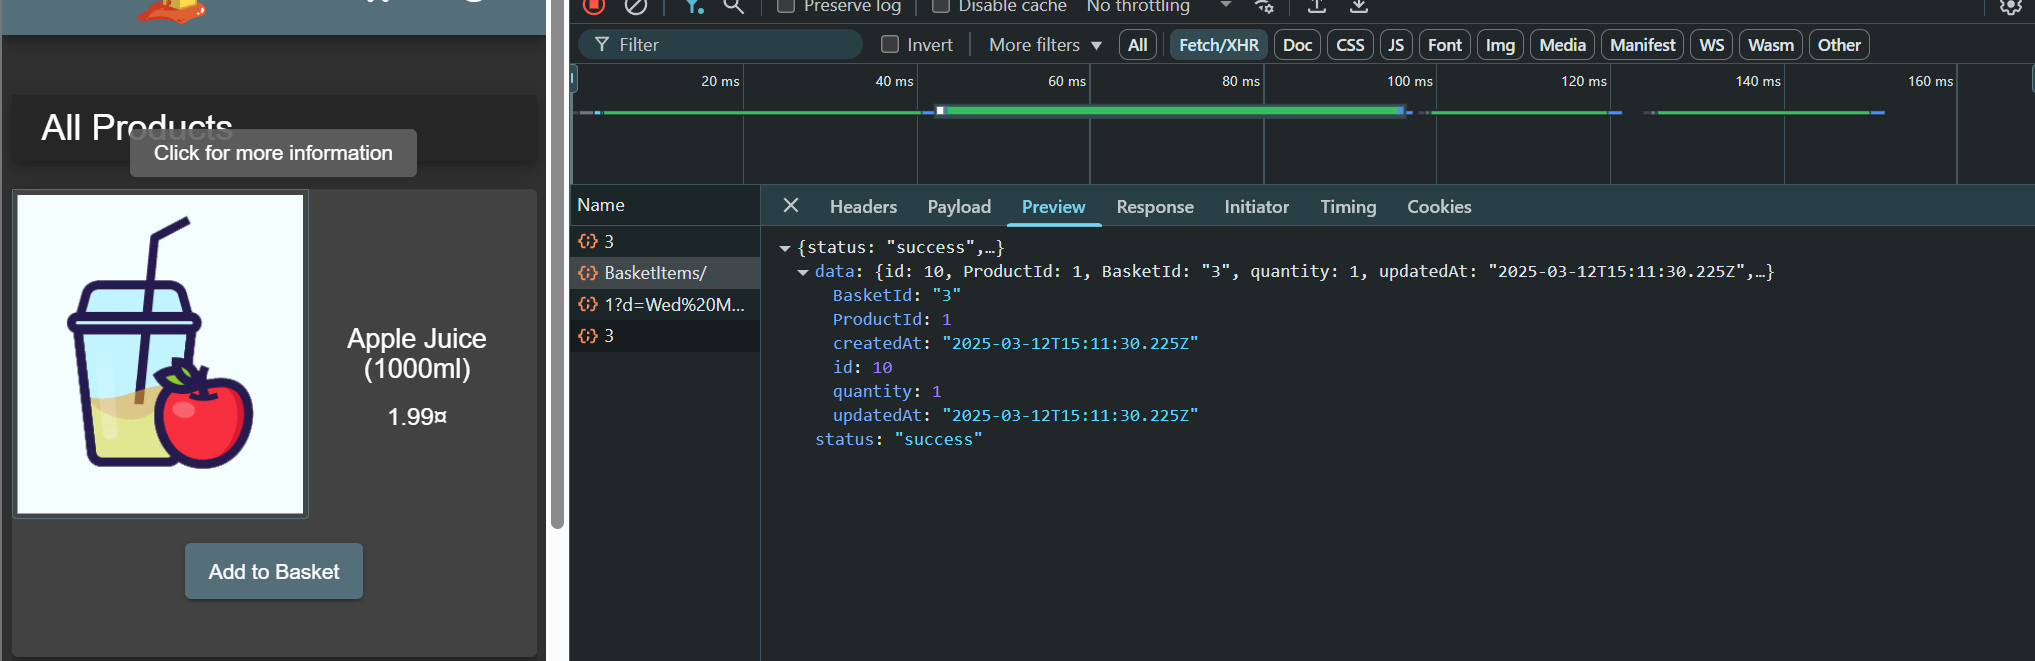 Preserve log
Disable cache
No throttling
Filter
Invert
More filters
All
Fetch/XHR
Doc
CSS
JS
Font
Img
Media
Manifest
WS
Wasm
Other
20 ms
40 ms
60 ms
80 ms
100 ms
120 ms
140 ms
160 ms
All Products
Click for more information
Apple Juice
(1000ml)
1.99¤
Add to Basket
Name
3
BasketItems/
1?d=Wed%20M...
3
Headers
Payload
Preview
Response
Initiator
Timing
Cookies
{status: "success",…}
data: {id: 10, ProductId: 1, BasketId: "3", quantity: 1, updatedAt: "2025-03-12T15:11:30.225Z",…}
BasketId: "3"
ProductId: 1
createdAt: "2025-03-12T15:11:30.225Z"
id: 10
quantity: 1
updatedAt: "2025-03-12T15:11:30.225Z"
status: "success"